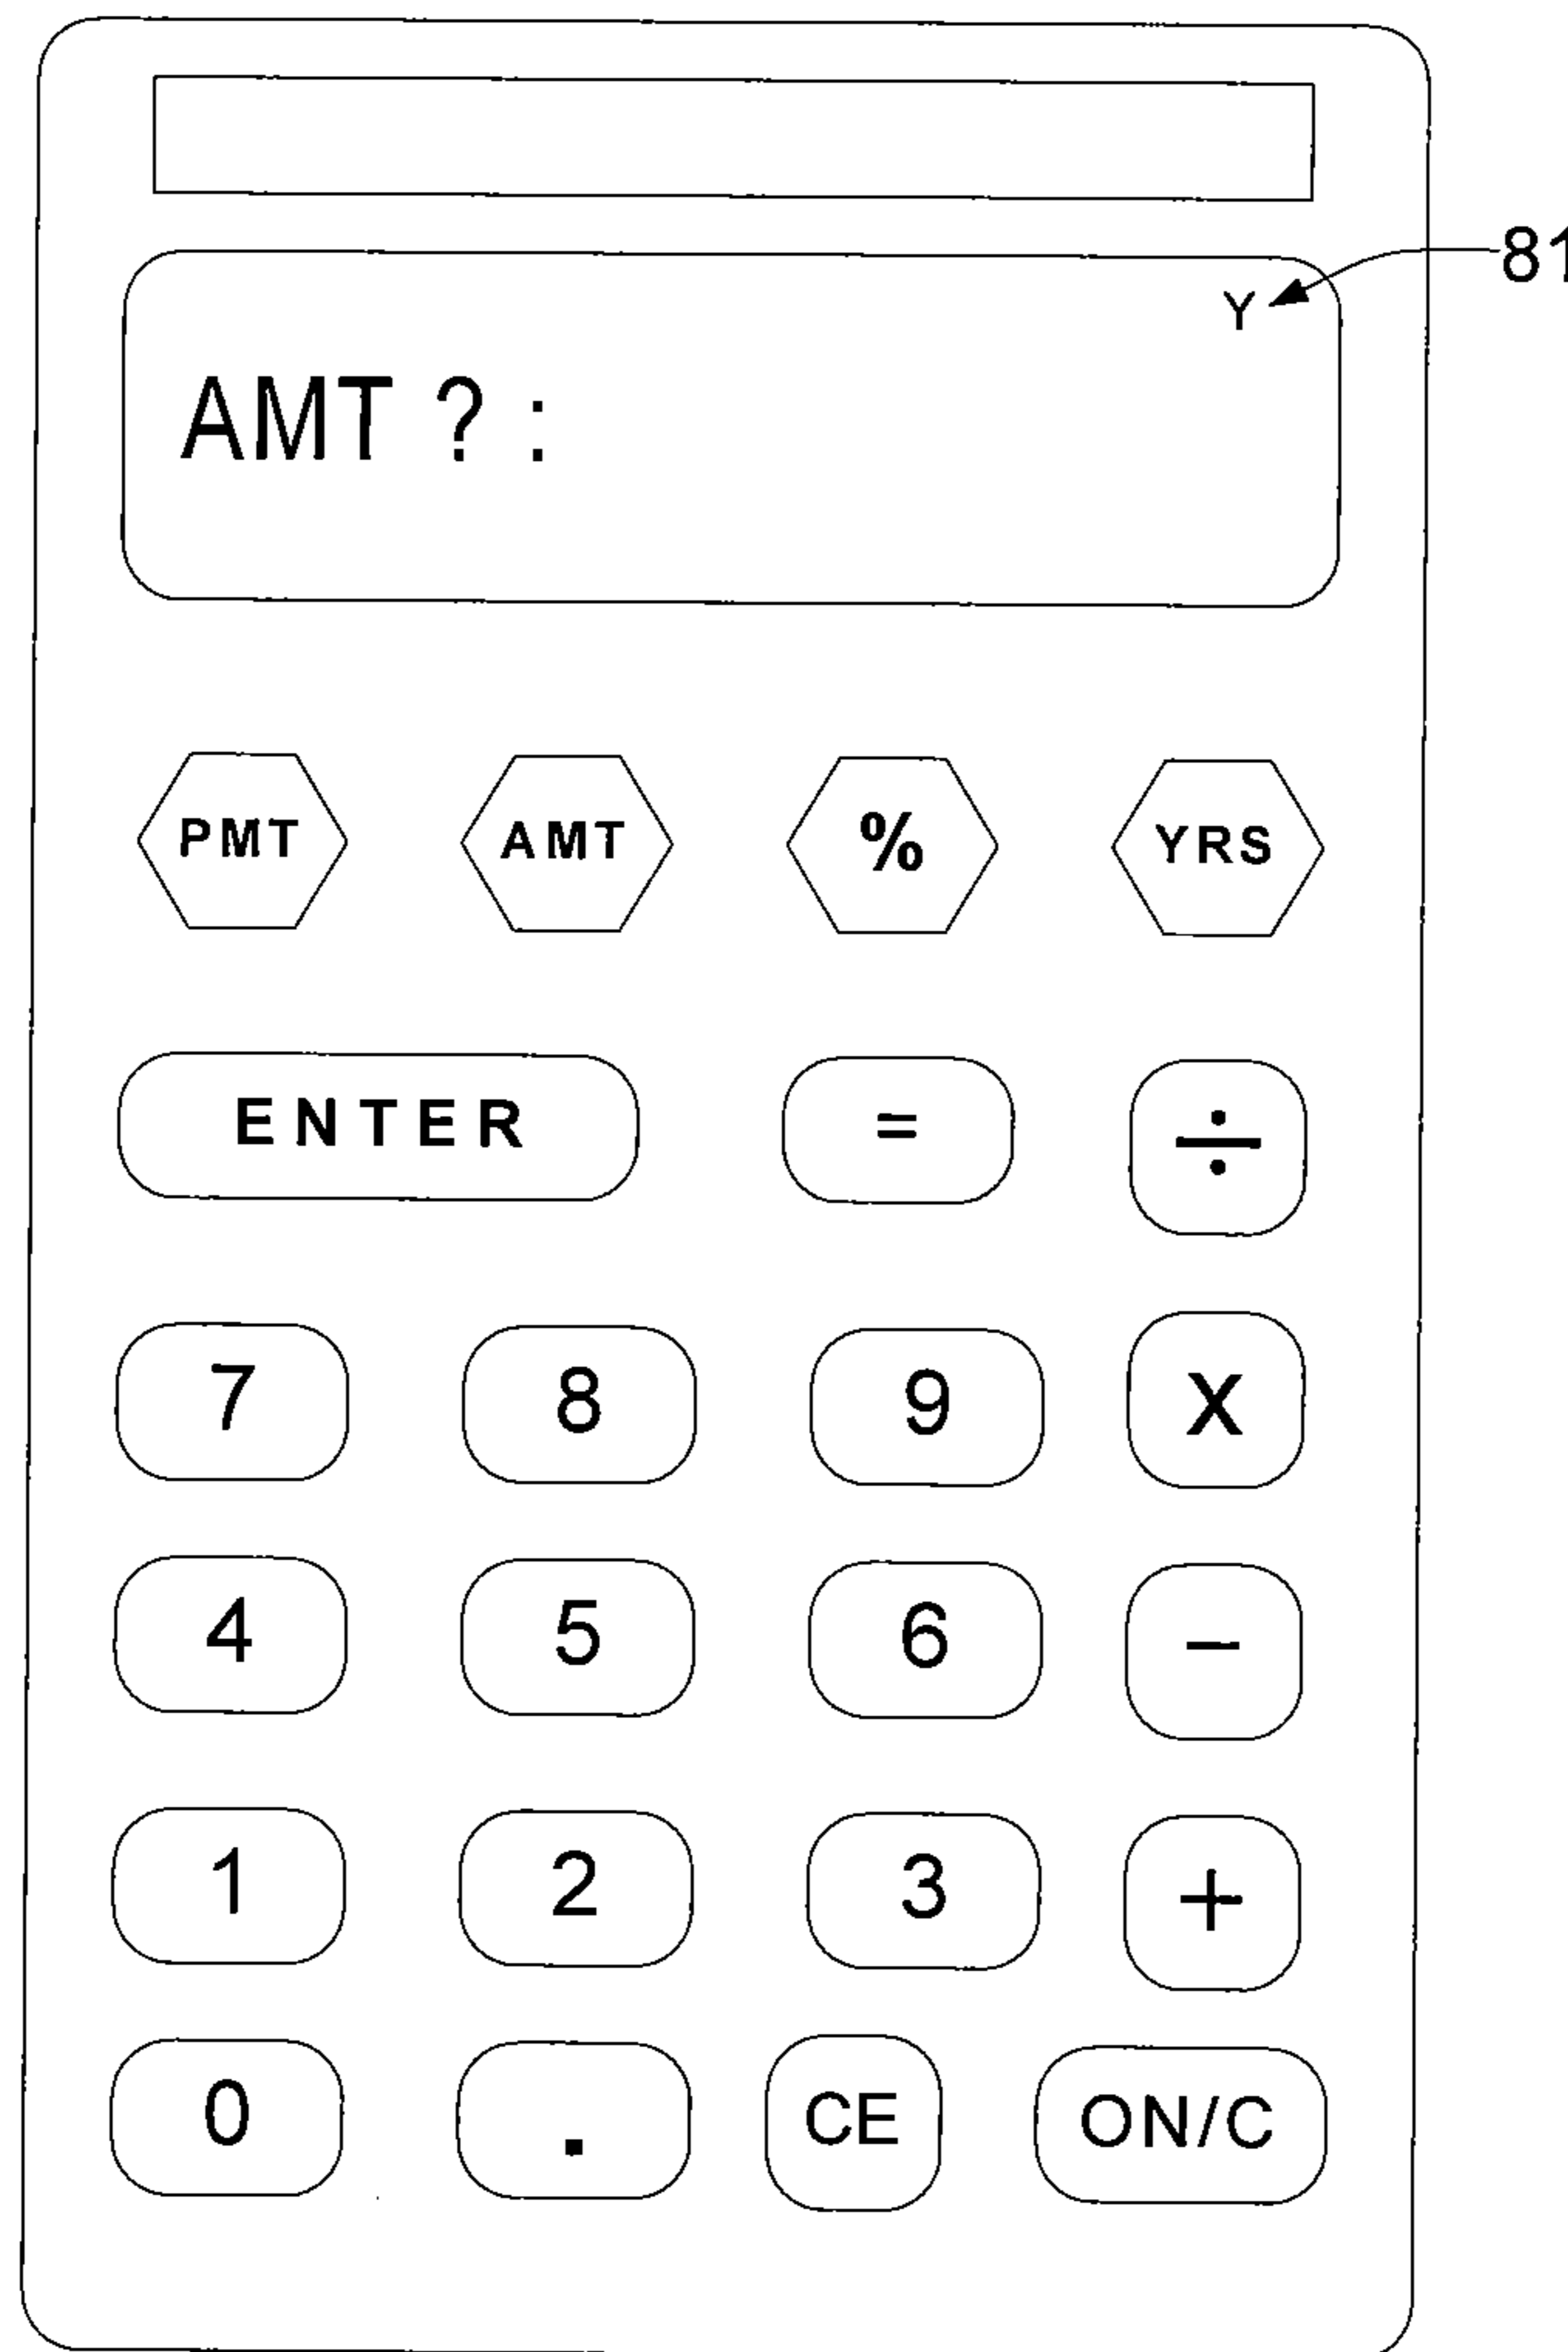 81
Y
AMT ? :
PMT AMT % YRS
ENTER = ÷
7 8 9 X
4 5 6 −
1 2 3 +
0 . CE ON/C